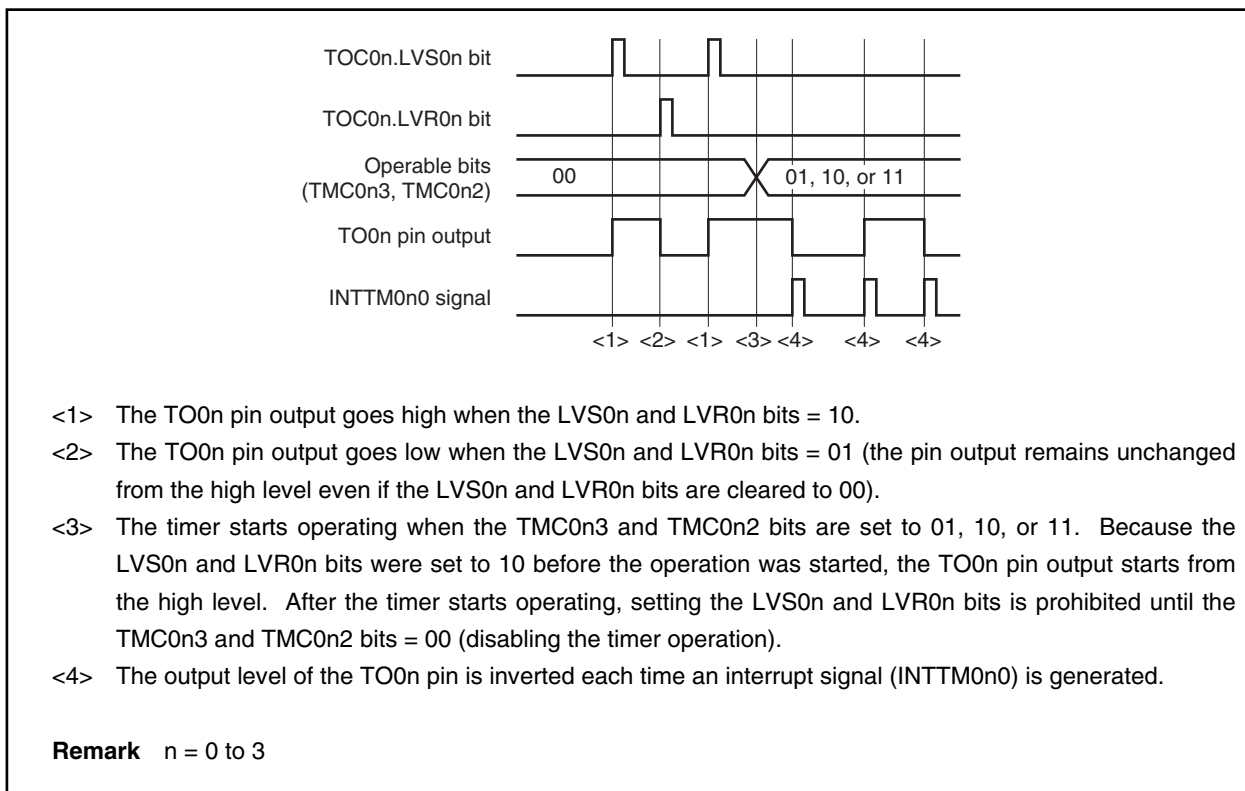 TOC0n.LVS0n bit
TOC0n.LVR0n bit
Operable bits
(TMC0n3, TMC0n2)
00
01, 10, or 11
TO0n pin output
INTTM0n0 signal
<1> <2> <1> <3> <4> <4> <4>
<1> The TO0n pin output goes high when the LVS0n and LVR0n bits = 10.
<2> The TO0n pin output goes low when the LVS0n and LVR0n bits = 01 (the pin output remains unchanged
from the high level even if the LVS0n and LVR0n bits are cleared to 00).
<3> The timer starts operating when the TMC0n3 and TMC0n2 bits are set to 01, 10, or 11. Because the
LVS0n and LVR0n bits were set to 10 before the operation was started, the TO0n pin output starts from
the high level. After the timer starts operating, setting the LVS0n and LVR0n bits is prohibited until the
TMC0n3 and TMC0n2 bits = 00 (disabling the timer operation).
<4> The output level of the TO0n pin is inverted each time an interrupt signal (INTTM0n0) is generated.
Remark n = 0 to 3